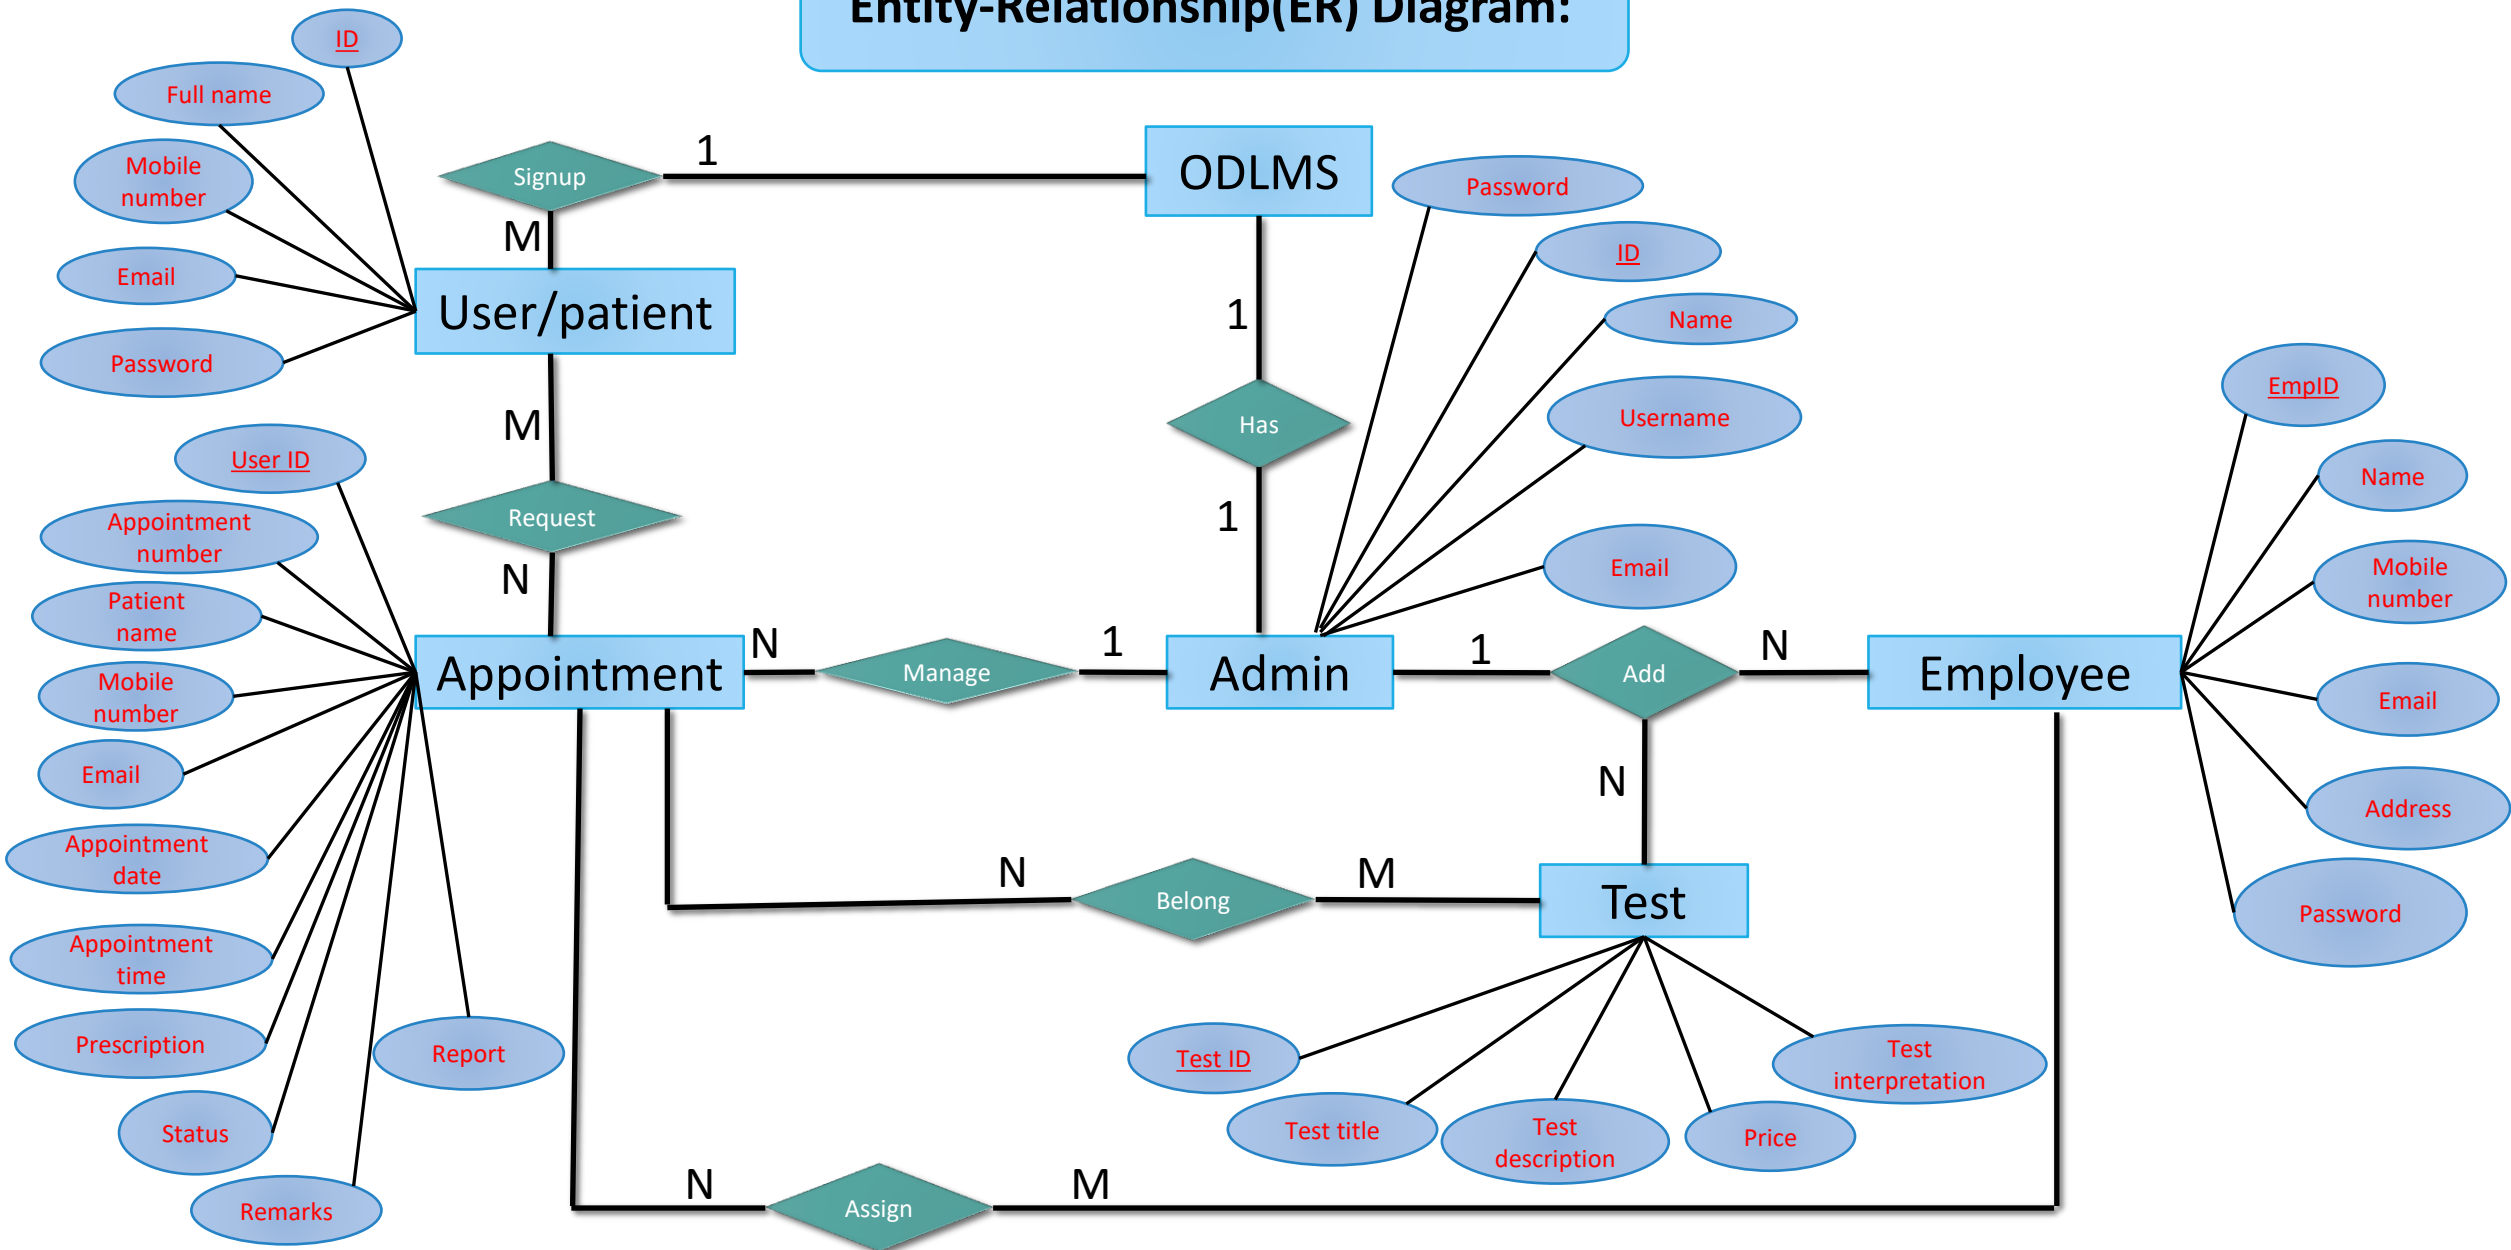 Entity-Relationship(ER) Diagram:
ID
Full name
Mobile
number
Email
Password
Signup
1
M
ODLMS
User/patient
Password
ID
Name
Username
Email
1
Has
1
M
Request
N
User ID
Appointment
number
Patient
name
Mobile
number
Email
Appointment
date
Appointment
time
Prescription
Status
Remarks
Report
Appointment
N
Manage
1
Admin
1
Add
N
Employee
EmpID
Name
Mobile
number
Email
Address
Password
N
N
Belong
M
Test
Test ID
Test title
Test
description
Price
Test
interpretation
N
Assign
M